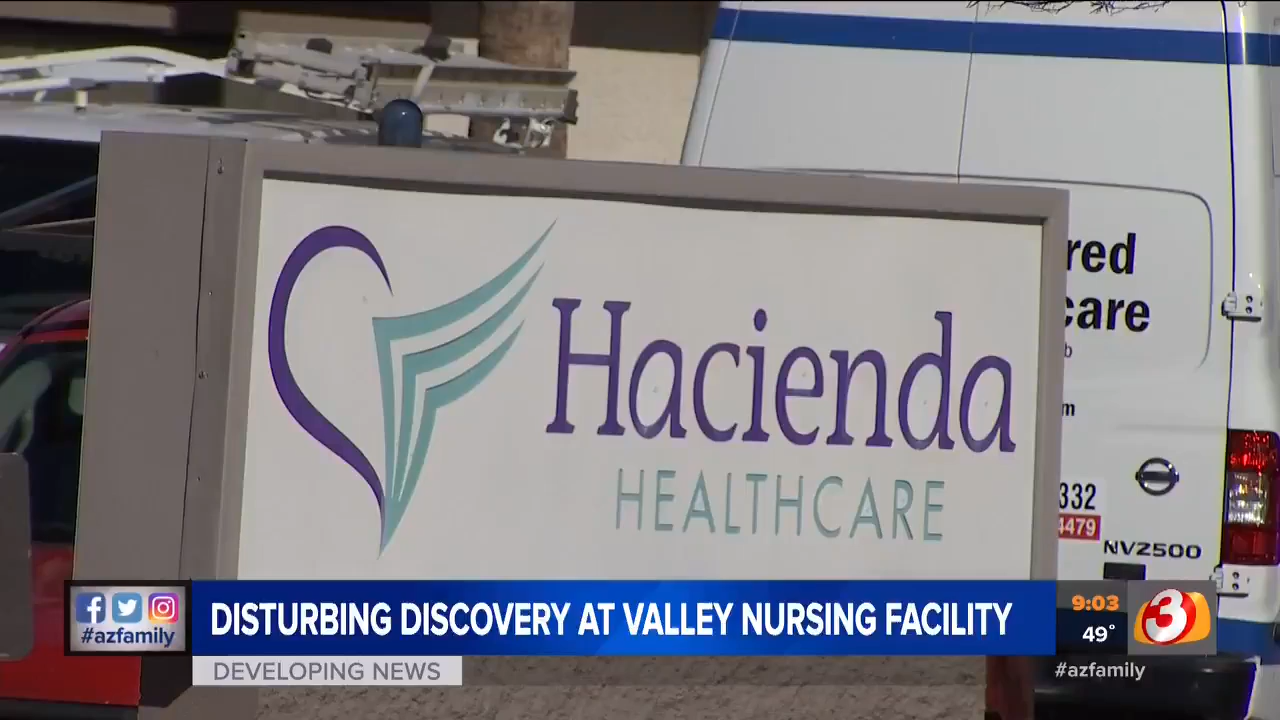 red
care
Hacienda
HEALTHCARE
332
4479
NV2500
DISTURBING DISCOVERY AT VALLEY NURSING FACILITY
DEVELOPING NEWS
#azfamily
9:03
49°
3
#azfamily